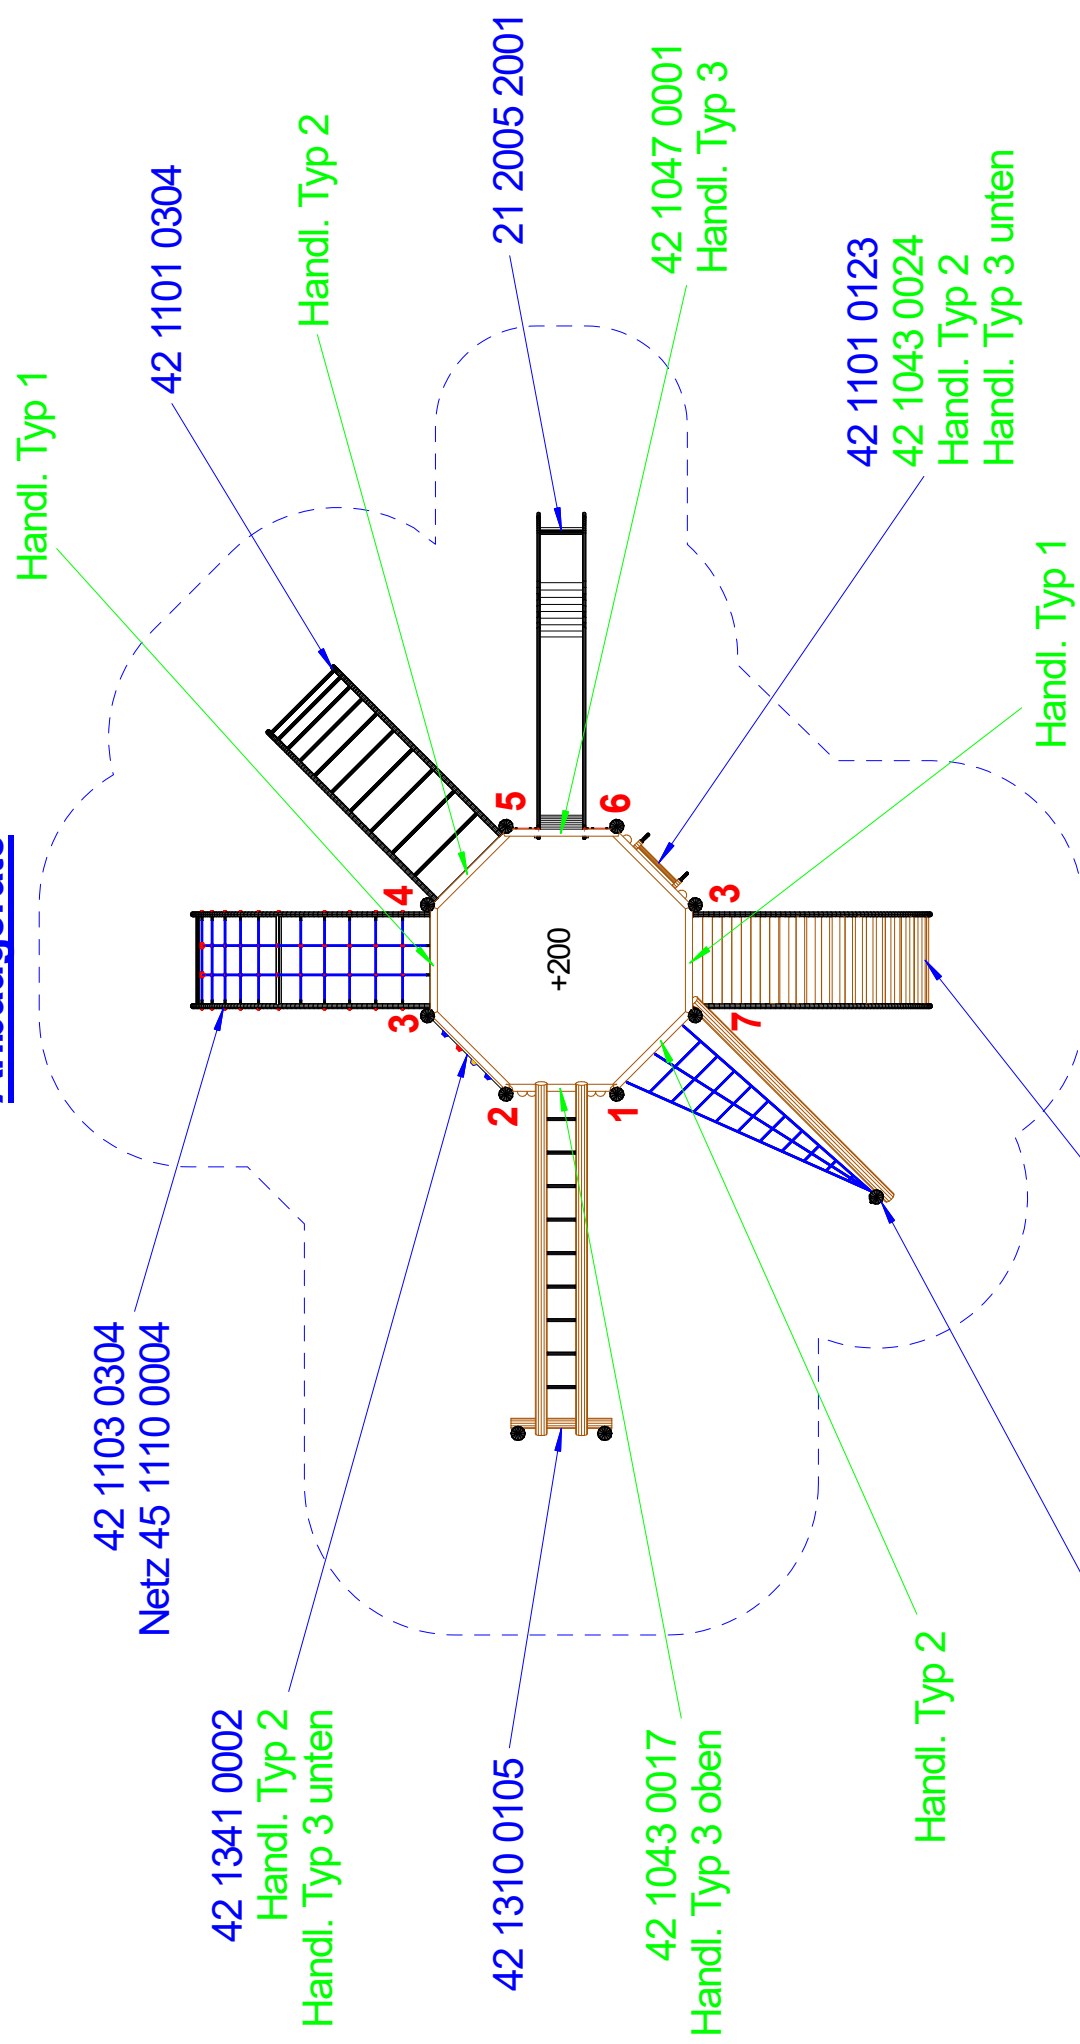 Handl. Typ 1
42 1101 0304
Handl. Typ 2
21 2005 2001
42 1047 0001
Handl. Typ 3
42 1101 0123
42 1043 0024
Handl. Typ 2
Handl. Typ 3 unten
Handl. Typ 1
42 1103 0304
Netz 45 1110 0004
42 1341 0002
Handl. Typ 2
Handl. Typ 3 unten
42 1310 0105
42 1043 0017
Handl. Typ 3 oben
Handl. Typ 2
+200
1
2
3
4
5
6
3
7